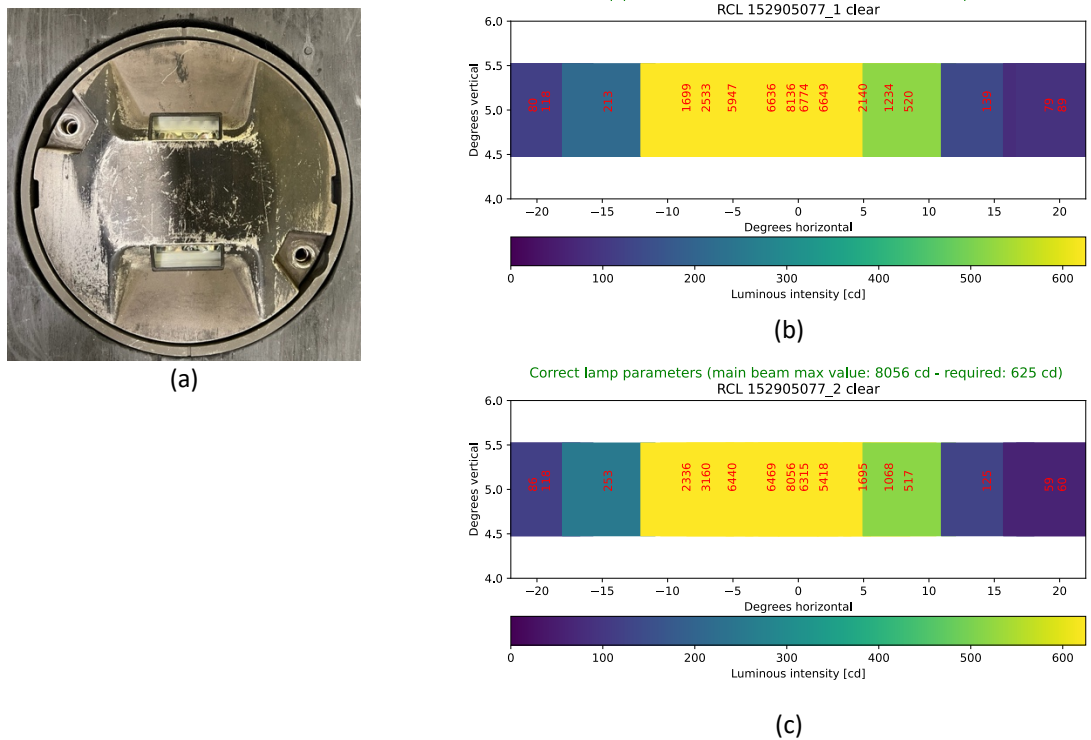 (a)
RCL 152905077_1 clear
Degrees vertical
6.0
5.5
5.0
4.5
4.0
213
1699
2533
5947
6636
8136
6774
6649
2140
1234
520
−20 −15 −10 −5 0 5 10 15 20
Degrees horizontal
0 100 200 300 400 500 600
Luminous intensity [cd]
(b)
Correct lamp parameters (main beam max value: 8056 cd - required: 625 cd)
RCL 152905077_2 clear
Degrees vertical
6.0
5.5
5.0
4.5
4.0
253
2336
3160
6440
6469
8056
6315
5418
1695
1068
517
59
60
−20 −15 −10 −5 0 5 10 15 20
Degrees horizontal
0 100 200 300 400 500 600
Luminous intensity [cd]
(c)